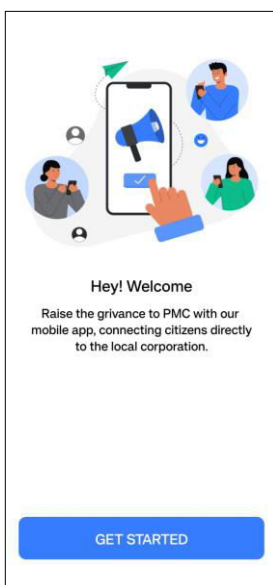 Hey! Welcome
Raise the grivance to PMC with our
mobile app, connecting citizens directly
to the local corporation.
GET STARTED